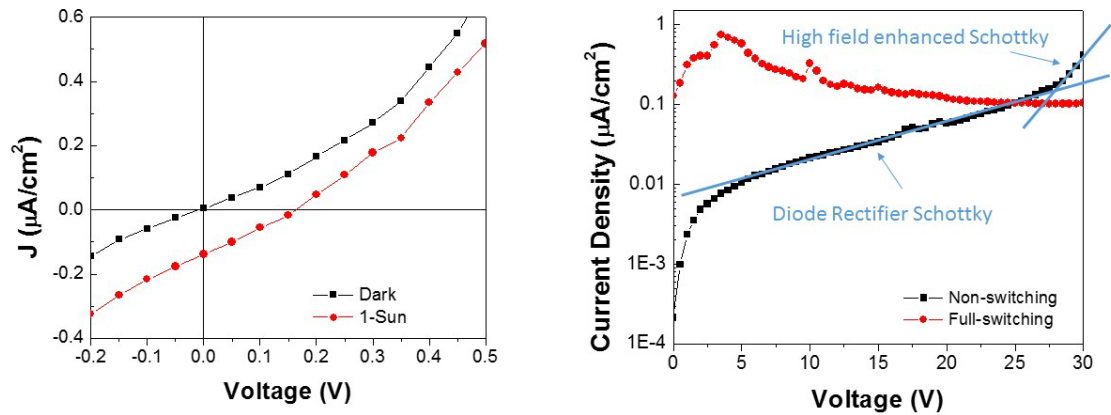 0.6
0.4
0.2
0.0
-0.2
-0.4
J (µA/cm²)
Dark
1-Sun
-0.2 -0.1 0.0 0.1 0.2 0.3 0.4 0.5
Voltage (V)
1
0.1
0.01
1E-3
1E-4
Current Density (µA/cm²)
High field enhanced Schottky
Diode Rectifier Schottky
Non-switching
Full-switching
0 5 10 15 20 25 30
Voltage (V)